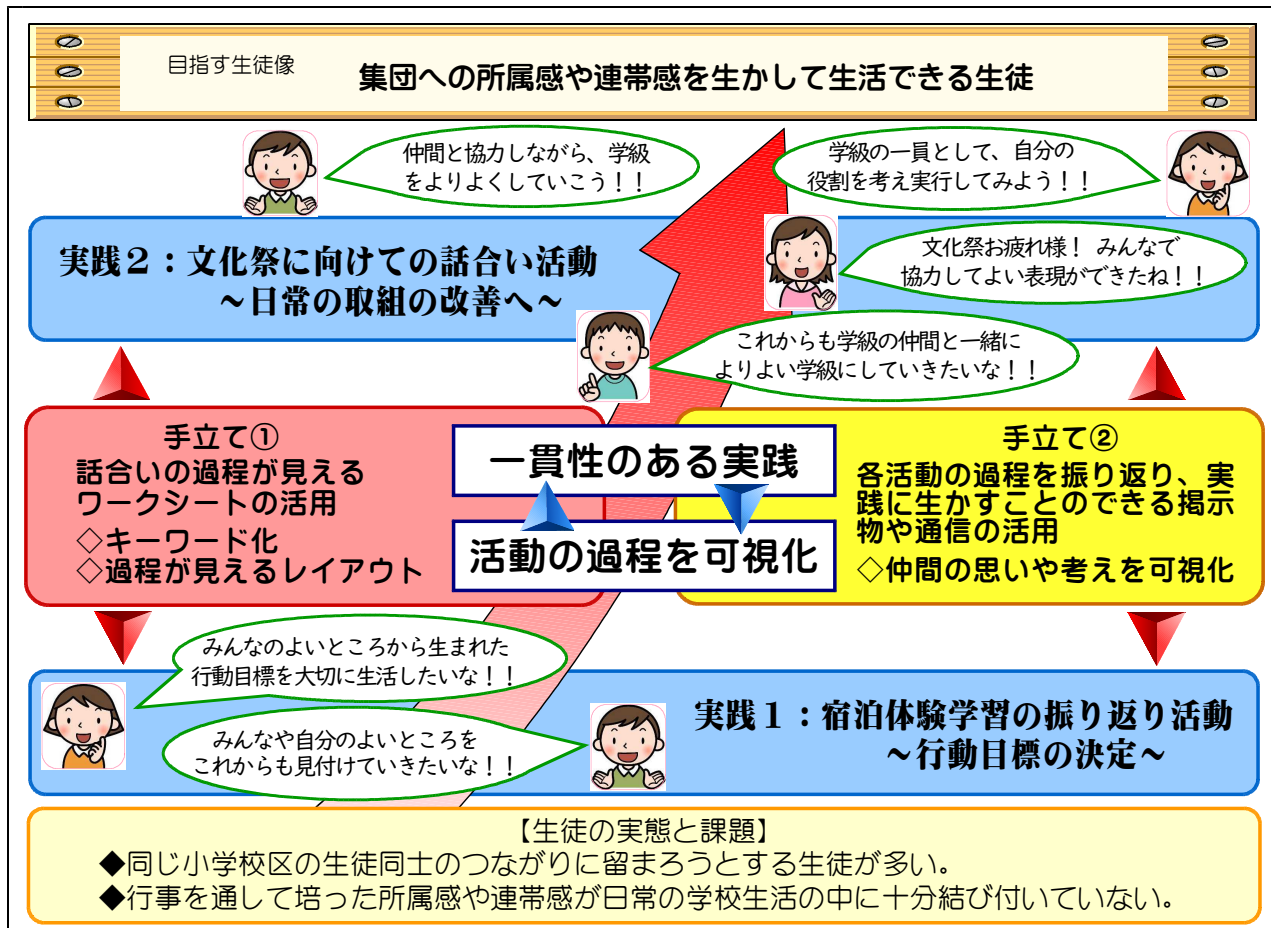 目指す生徒像
集団への所属感や連帯感を生かして生活できる生徒
仲間と協力しながら、学級
をよりよくしていこう！！
学級の一員として、自分の
役割を考え実行してみよう！！
実践２：文化祭に向けての話合い活動
～日常の取組の改善へ～
文化祭お疲れ様！ みんなで
協力してよい表現ができたね！！
これからも学級の仲間と一緒に
よりよい学級にしていきたいな！！
手立て①
話合いの過程が見える
ワークシートの活用
◇キーワード化
◇過程が見えるレイアウト
一貫性のある実践
活動の過程を可視化
手立て②
各活動の過程を振り返り、実
践に生かすことのできる掲示
物や通信の活用
◇仲間の思いや考えを可視化
みんなのよいところから生まれた
行動目標を大切に生活したいな！！
みんなや自分のよいところを
これからも見付けていきたいな！！
実践１：宿泊体験学習の振り返り活動
～行動目標の決定～
【生徒の実態と課題】
◆同じ小学校区の生徒同士のつながりに留まろうとする生徒が多い。
◆行事を通して培った所属感や連帯感が日常の学校生活の中に十分結び付いていない。